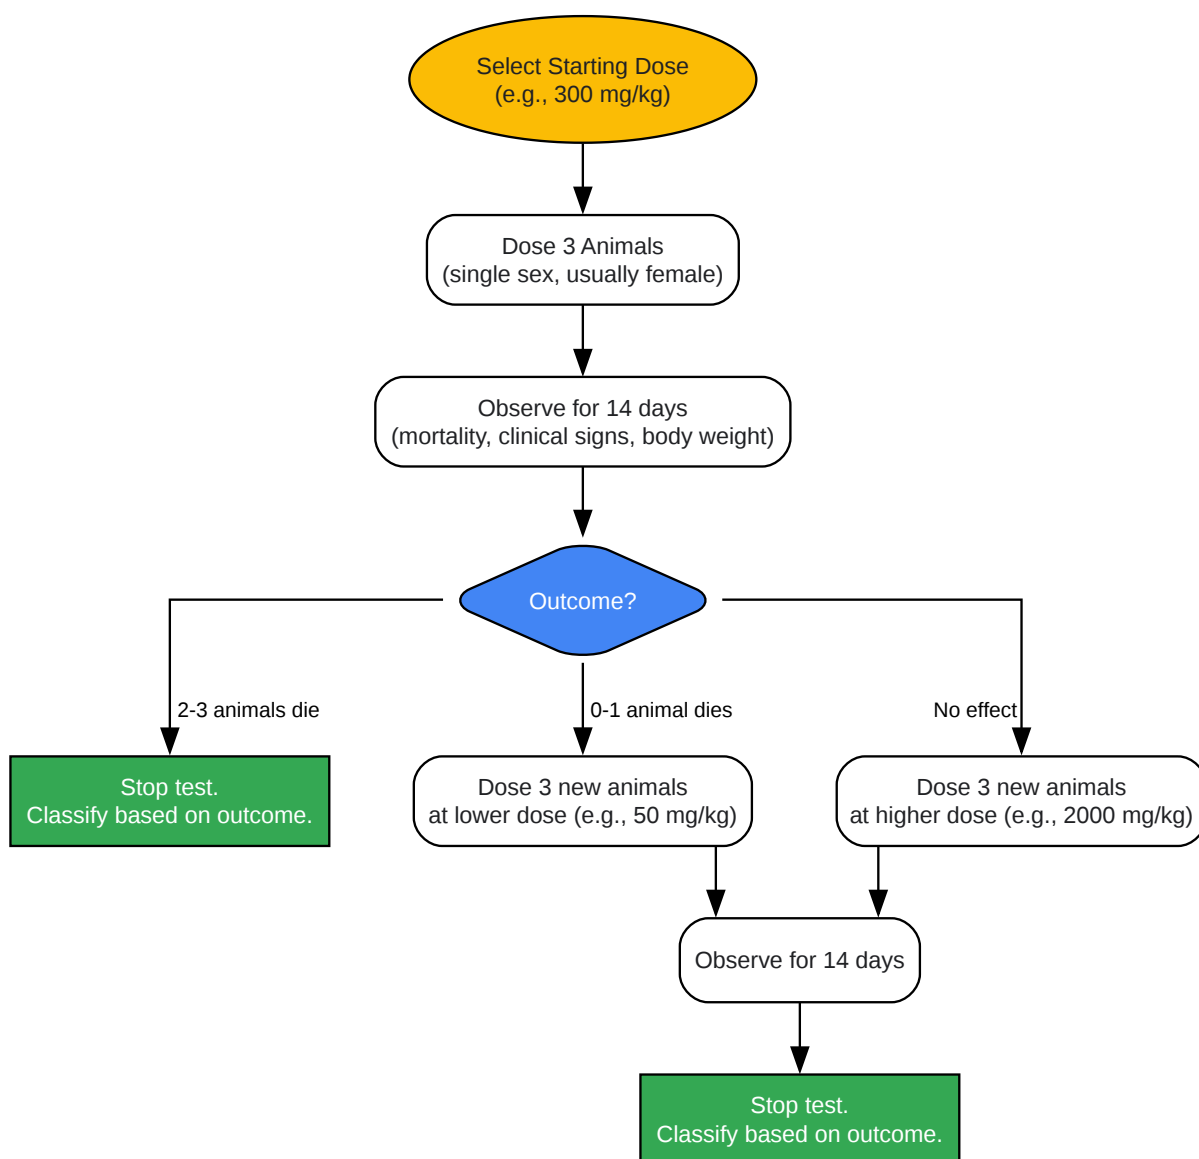 Select Starting Dose
(e.g., 300 mg/kg)
Dose 3 Animals
(single sex, usually female)
Observe for 14 days
(mortality, clinical signs, body weight)
Outcome?
2-3 animals die
0-1 animal dies
No effect
Stop test.
Classify based on outcome.
Dose 3 new animals
at lower dose (e.g., 50 mg/kg)
Dose 3 new animals
at higher dose (e.g., 2000 mg/kg)
Observe for 14 days
Stop test.
Classify based on outcome.